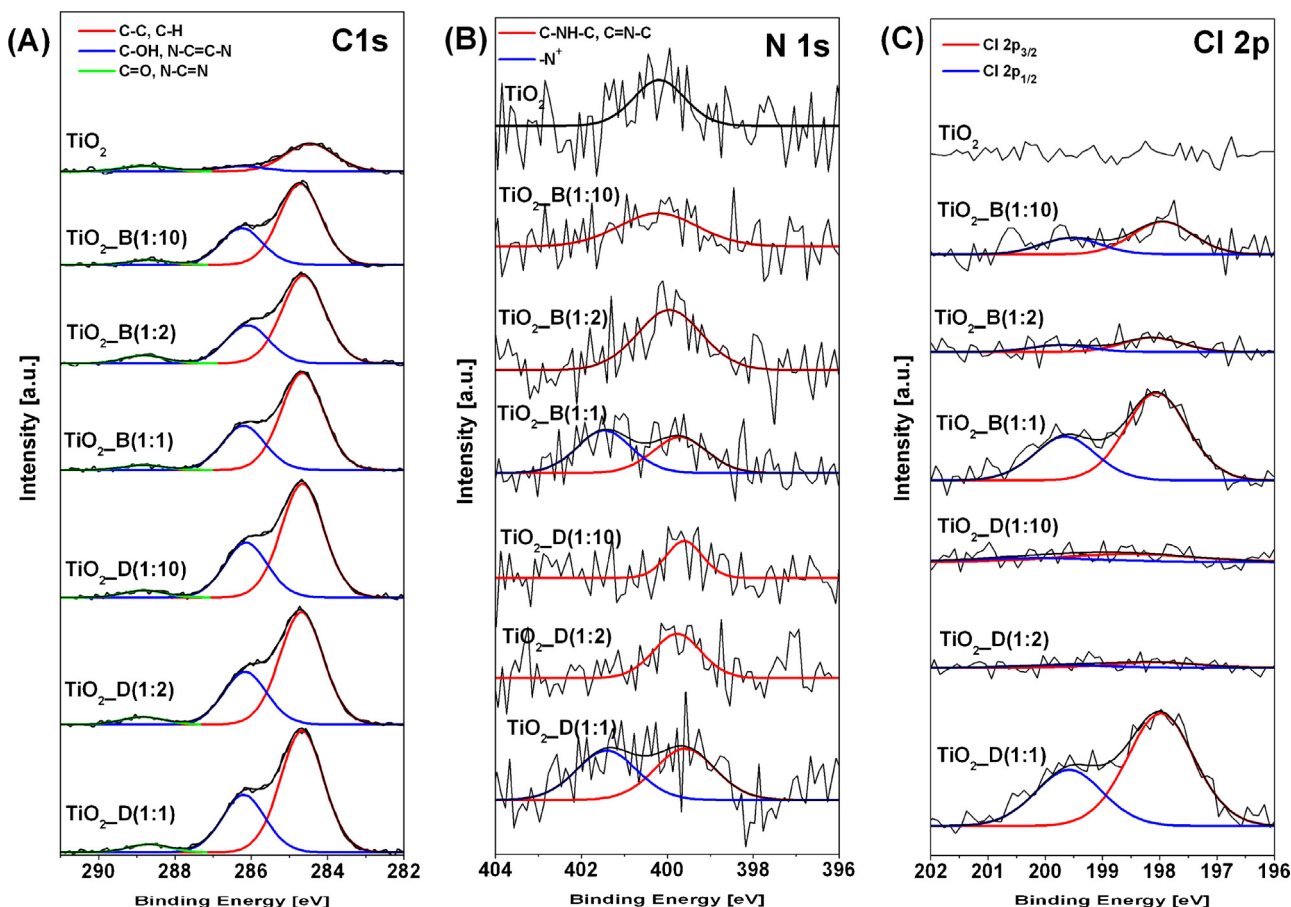 (A)
C-C, C-H
C-OH, N-C=C-N
C=O, N-C=N
C1s
TiO₂
TiO₂_B(1:10)
TiO₂_B(1:2)
TiO₂_B(1:1)
TiO₂_D(1:10)
TiO₂_D(1:2)
TiO₂_D(1:1)
Intensity [a.u.]
290 288 286 284 282
Binding Energy [eV]
(B)
C-NH-C, C=N-C
-N⁺
N 1s
TiO₂
TiO₂_B(1:10)
TiO₂_B(1:2)
TiO₂_B(1:1)
TiO₂_D(1:10)
TiO₂_D(1:2)
TiO₂_D(1:1)
Intensity [a.u.]
404 402 400 398 396
Binding Energy [eV]
(C)
Cl 2p₃/₂
Cl 2p₁/₂
Cl 2p
TiO₂
TiO₂_B(1:10)
TiO₂_B(1:2)
TiO₂_B(1:1)
TiO₂_D(1:10)
TiO₂_D(1:2)
TiO₂_D(1:1)
Intensity [a.u.]
202 201 200 199 198 197 196
Binding Energy [eV]